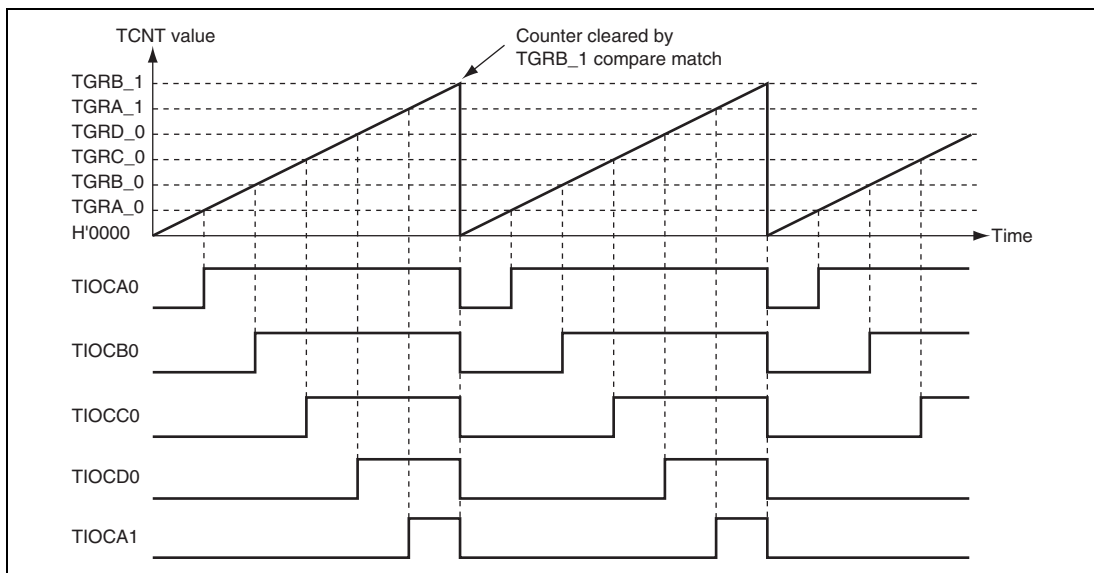 TCNT value
Counter cleared by
TGRB_1 compare match
TGRB_1
TGRA_1
TGRD_0
TGRC_0
TGRB_0
TGRA_0
H'0000
Time
TIOCA0
TIOCB0
TIOCC0
TIOCD0
TIOCA1